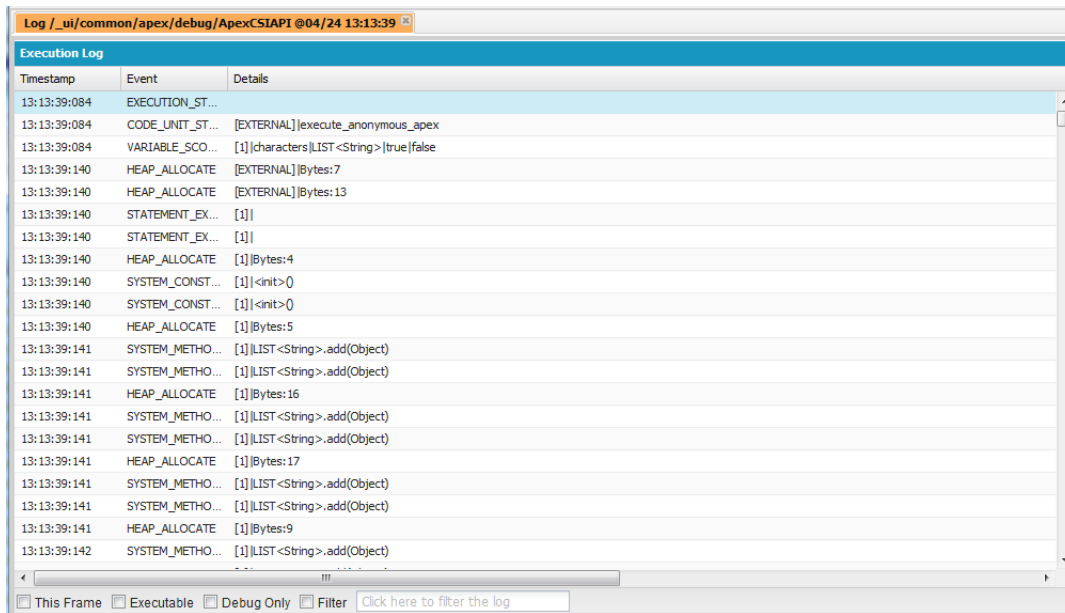 Log /_ui/common/apex/debug/ApexCSIAPI @04/24 13:13:39
Execution Log
Timestamp Event Details
13:13:39:084 EXECUTION_ST...
13:13:39:084 CODE_UNIT_ST... [EXTERNAL]|execute_anonymous_apex
13:13:39:084 VARIABLE_SCO... [1]|characters|LIST<String>|true|false
13:13:39:140 HEAP_ALLOCATE [EXTERNAL]|Bytes:7
13:13:39:140 HEAP_ALLOCATE [EXTERNAL]|Bytes:13
13:13:39:140 STATEMENT_EX... [1]|
13:13:39:140 STATEMENT_EX... [1]|
13:13:39:140 HEAP_ALLOCATE [1]|Bytes:4
13:13:39:140 SYSTEM_CONST... [1]|<init>()
13:13:39:140 SYSTEM_CONST... [1]|<init>()
13:13:39:140 HEAP_ALLOCATE [1]|Bytes:5
13:13:39:141 SYSTEM_METHO... [1]|LIST<String>.add(Object)
13:13:39:141 SYSTEM_METHO... [1]|LIST<String>.add(Object)
13:13:39:141 HEAP_ALLOCATE [1]|Bytes:16
13:13:39:141 SYSTEM_METHO... [1]|LIST<String>.add(Object)
13:13:39:141 SYSTEM_METHO... [1]|LIST<String>.add(Object)
13:13:39:141 HEAP_ALLOCATE [1]|Bytes:17
13:13:39:141 SYSTEM_METHO... [1]|LIST<String>.add(Object)
13:13:39:141 SYSTEM_METHO... [1]|LIST<String>.add(Object)
13:13:39:141 HEAP_ALLOCATE [1]|Bytes:9
13:13:39:142 SYSTEM_METHO... [1]|LIST<String>.add(Object)
This Frame Executable Debug Only Filter Click here to filter the log